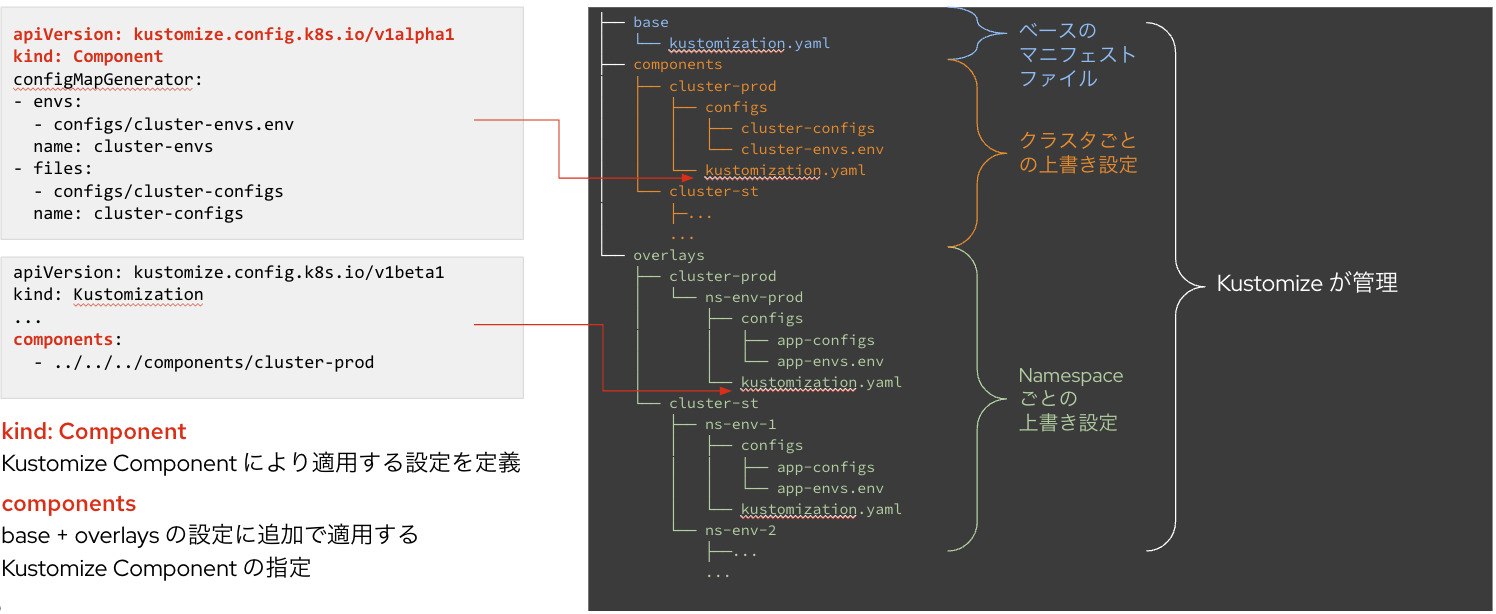 apiVersion: kustomize.config.k8s.io/v1alpha1
kind: Component
configMapGenerator:
- envs:
  - configs/cluster-envs.env
  name: cluster-envs
- files:
  - configs/cluster-configs
  name: cluster-configs
apiVersion: kustomize.config.k8s.io/v1beta1
kind: Kustomization
...
components:
  - ../../../components/cluster-prod
kind: Component
Kustomize Component により適用する設定を定義
components
base + overlays の設定に追加で適用する
Kustomize Component の指定
├── base
│   └── kustomization.yaml
├── components
│   ├── cluster-prod
│   │   ├── configs
│   │   │   ├── cluster-configs
│   │   │   └── cluster-envs.env
│   │   └── kustomization.yaml
│   └── cluster-st
│       ├─...
│       ...
└── overlays
    ├── cluster-prod
    │   └── ns-env-prod
    │       ├── configs
    │       │   ├── app-configs
    │       │   └── app-envs.env
    │       └── kustomization.yaml
    └── cluster-st
        ├── ns-env-1
        │   ├── configs
        │   │   ├── app-configs
        │   │   └── app-envs.env
        │   └── kustomization.yaml
        └── ns-env-2
            ├─...
            ...
ベースの
マニフェスト
ファイル
クラスタごと
の上書き設定
Namespace
ごとの
上書き設定
Kustomize が管理